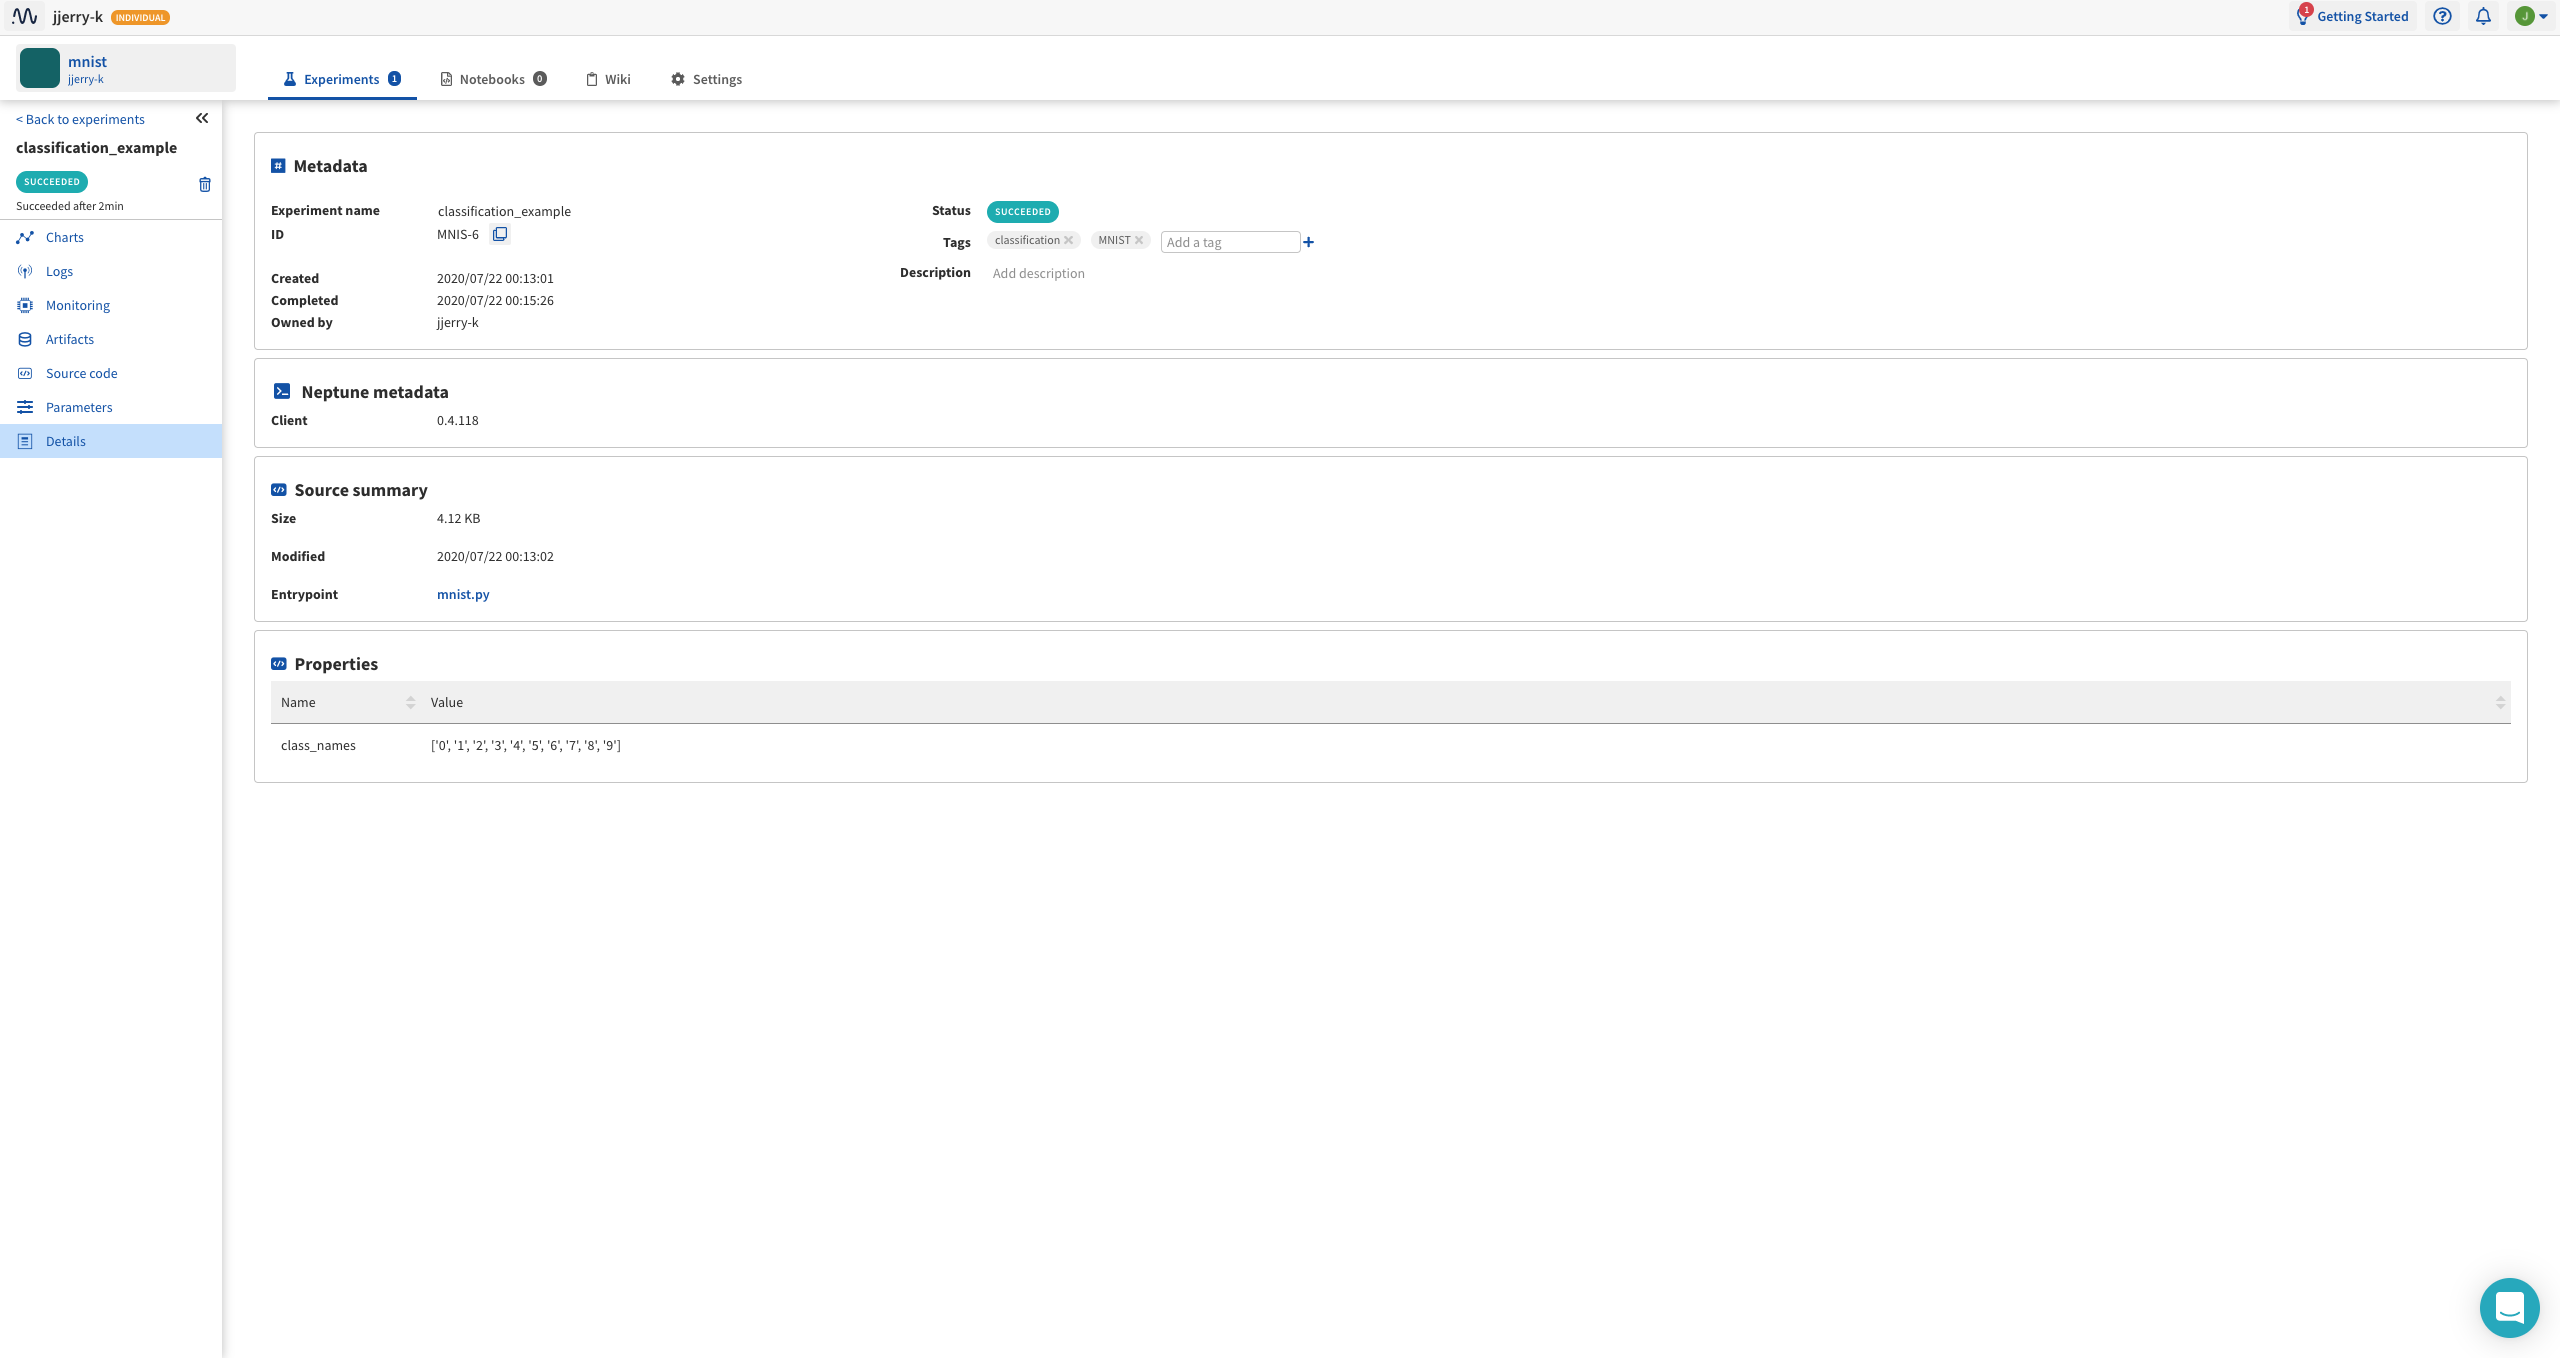 jjerry-k INDIVIDUAL
1 Getting Started J
mnist
jjerry-k
Experiments 1 Notebooks 0 Wiki Settings
< Back to experiments
classification_example
SUCCEEDED
Succeeded after 2min
Charts
Logs
Monitoring
Artifacts
Source code
Parameters
Details
Metadata
Experiment name classification_example
ID MNIS-6
Created 2020/07/22 00:13:01
Completed 2020/07/22 00:15:26
Owned by jjerry-k
Status SUCCEEDED
Tags classification MNIST Add a tag
Description Add description
Neptune metadata
Client 0.4.118
Source summary
Size 4.12 KB
Modified 2020/07/22 00:13:02
Entrypoint mnist.py
Properties
Name Value
class_names ['0', '1', '2', '3', '4', '5', '6', '7', '8', '9']